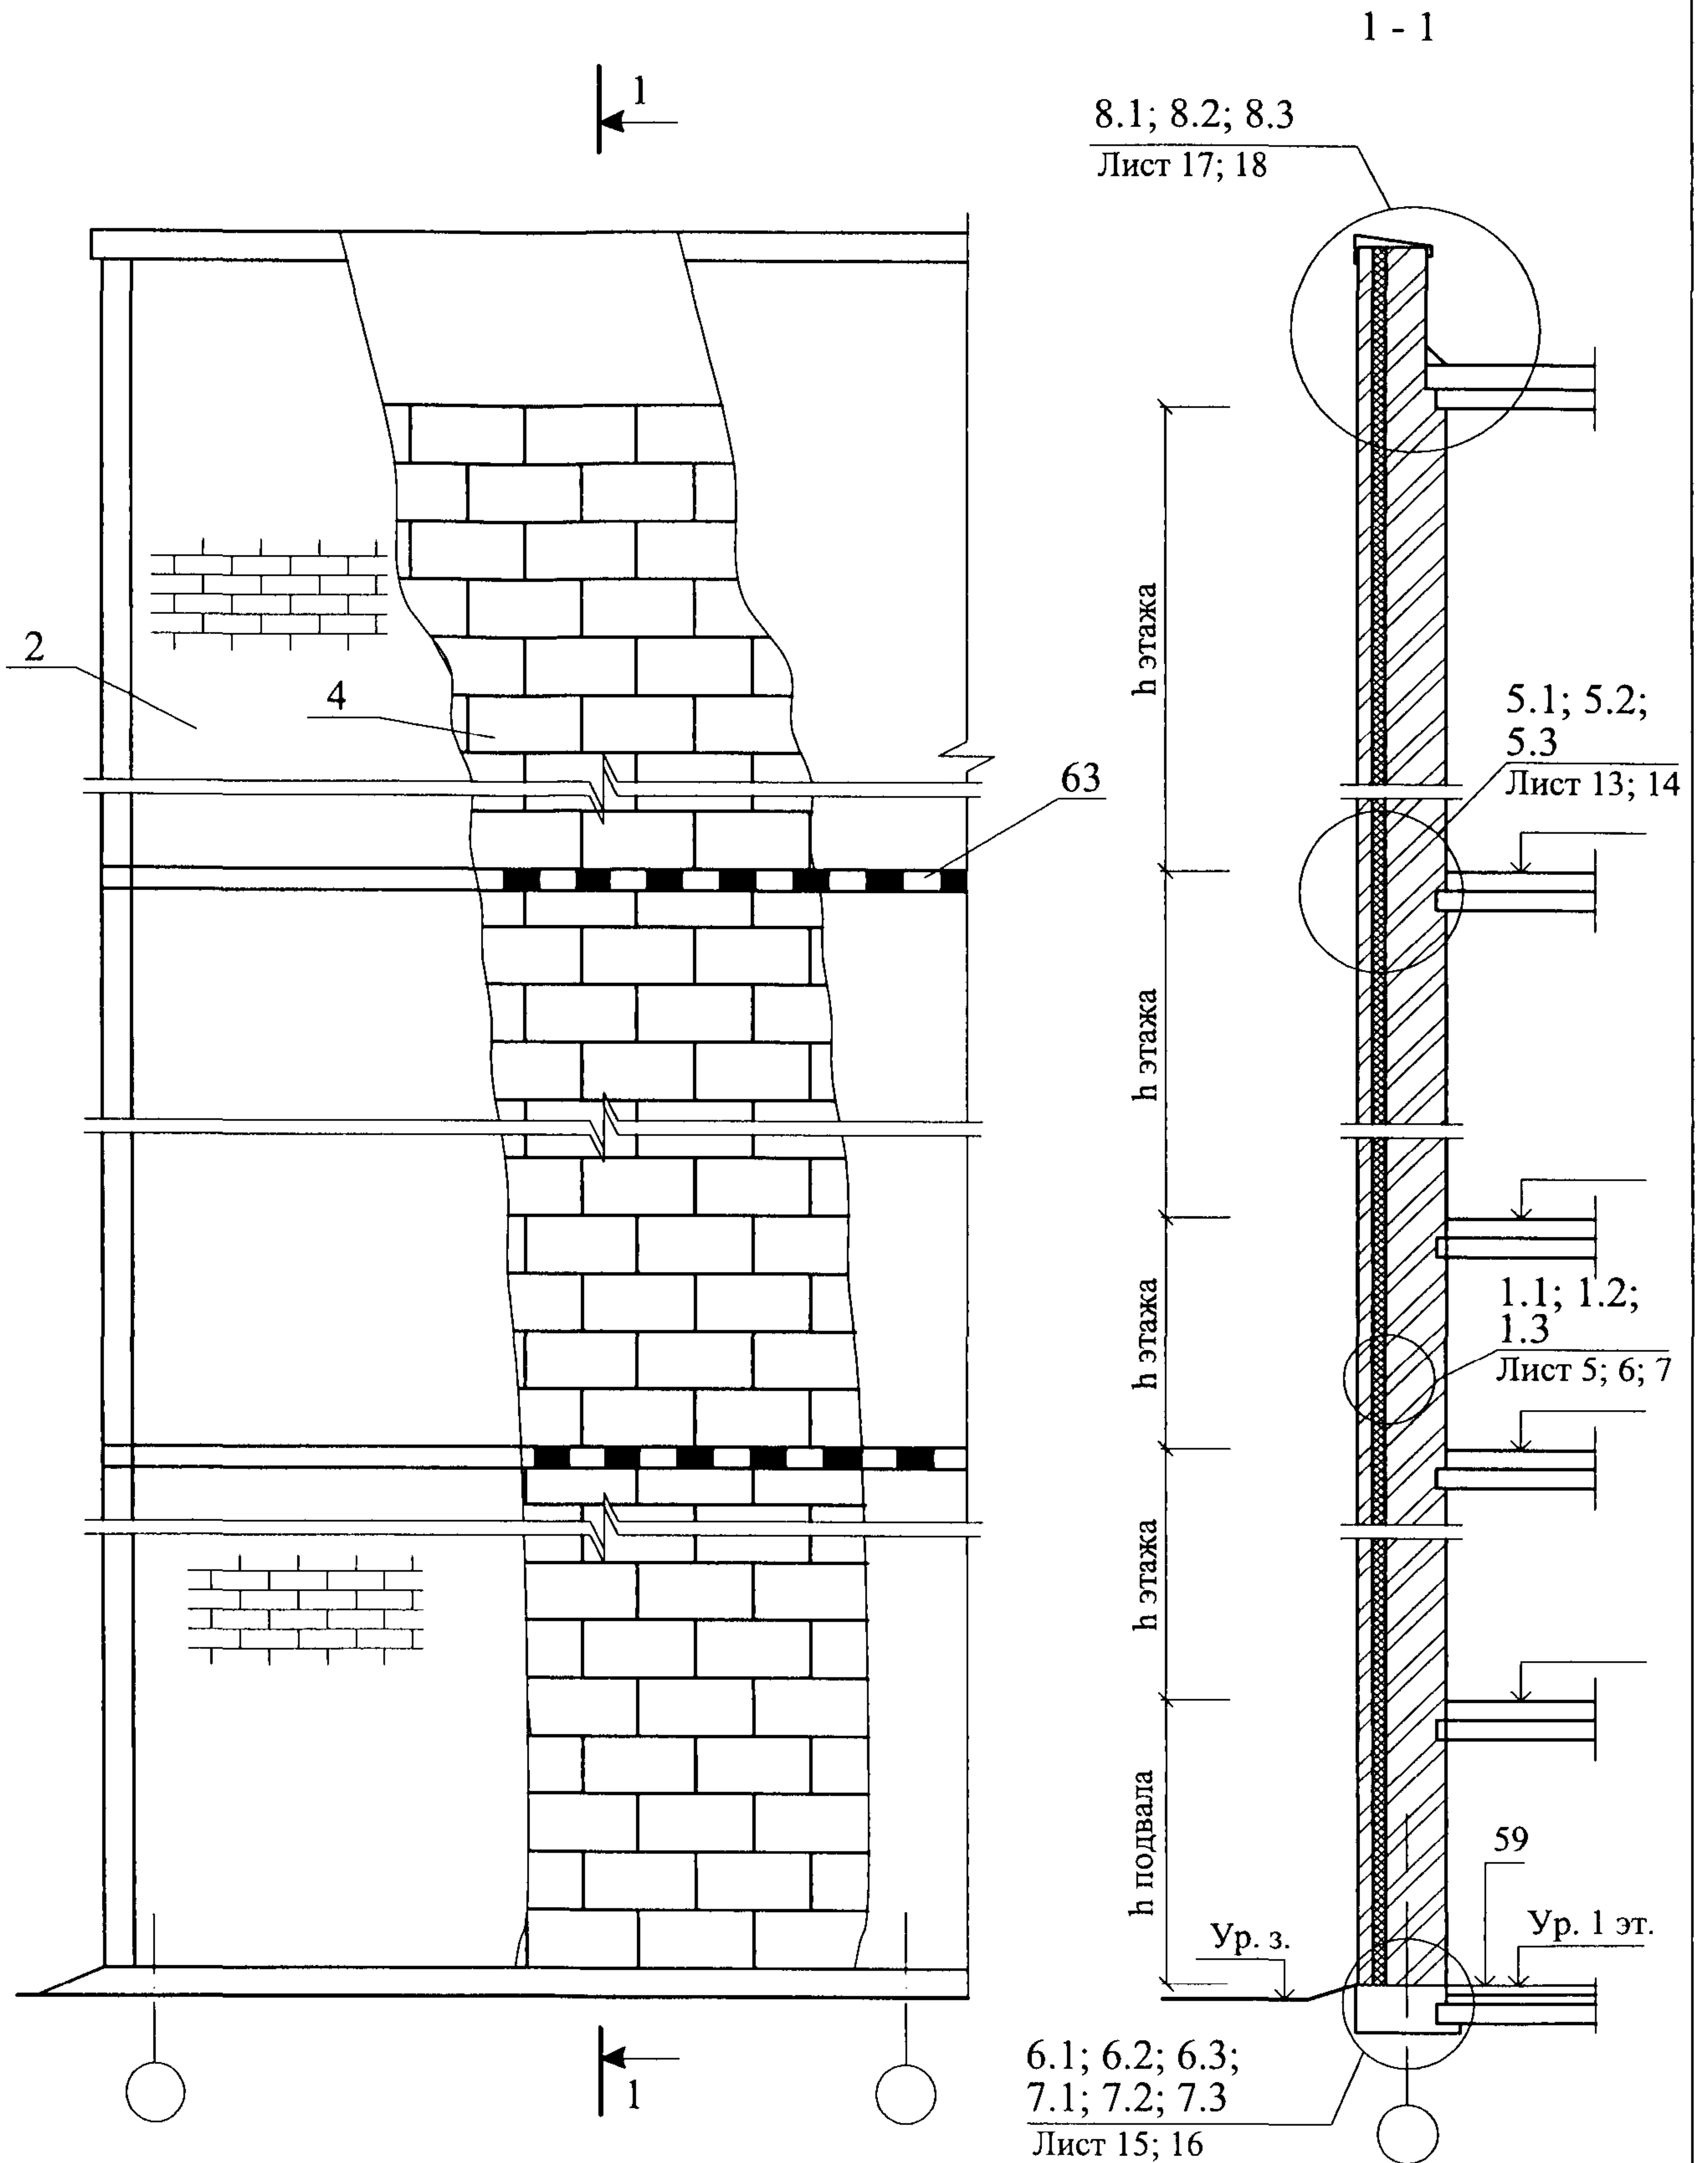 1 - 1
1
8.1; 8.2; 8.3
Лист 17; 18
h этажа
2
4
5.1; 5.2;
5.3
Лист 13; 14
63
h этажа
h этажа
1.1; 1.2;
1.3
Лист 5; 6; 7
h этажа
h подвала
59
Ур. з.
Ур. 1 эт.
1
6.1; 6.2; 6.3;
7.1; 7.2; 7.3
Лист 15; 16